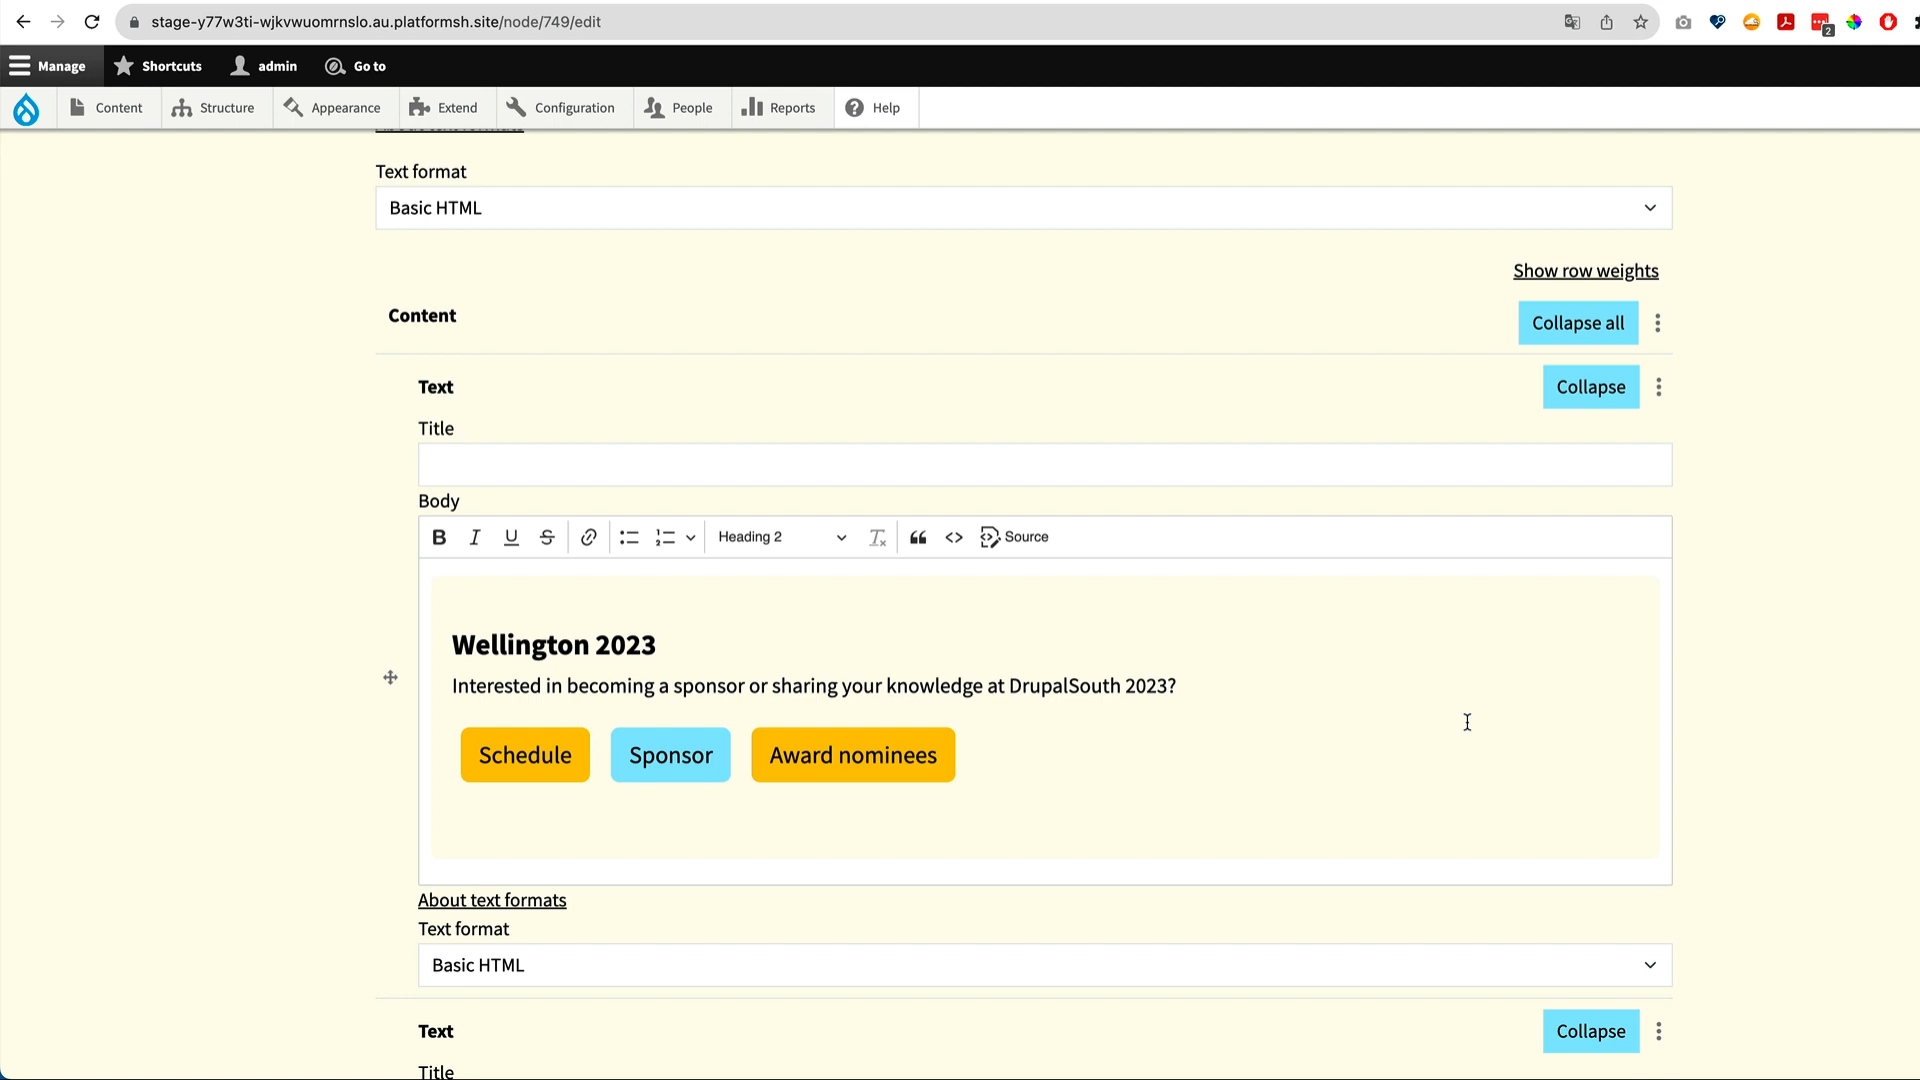 stage-y77w3ti-wjkvwuomrnslo.au.platformsh.site/node/749/edit
2
Manage Shortcuts admin Go to
Content Structure Appearance Extend Configuration People Reports Help
Text format
Basic HTML
Show row weights
Content
Collapse all
Text
Collapse
Title
Body
B I U S Heading 2 Source
Wellington 2023
Interested in becoming a sponsor or sharing your knowledge at DrupalSouth 2023?
Schedule Sponsor Award nominees
About text formats
Text format
Basic HTML
Text
Collapse
Title